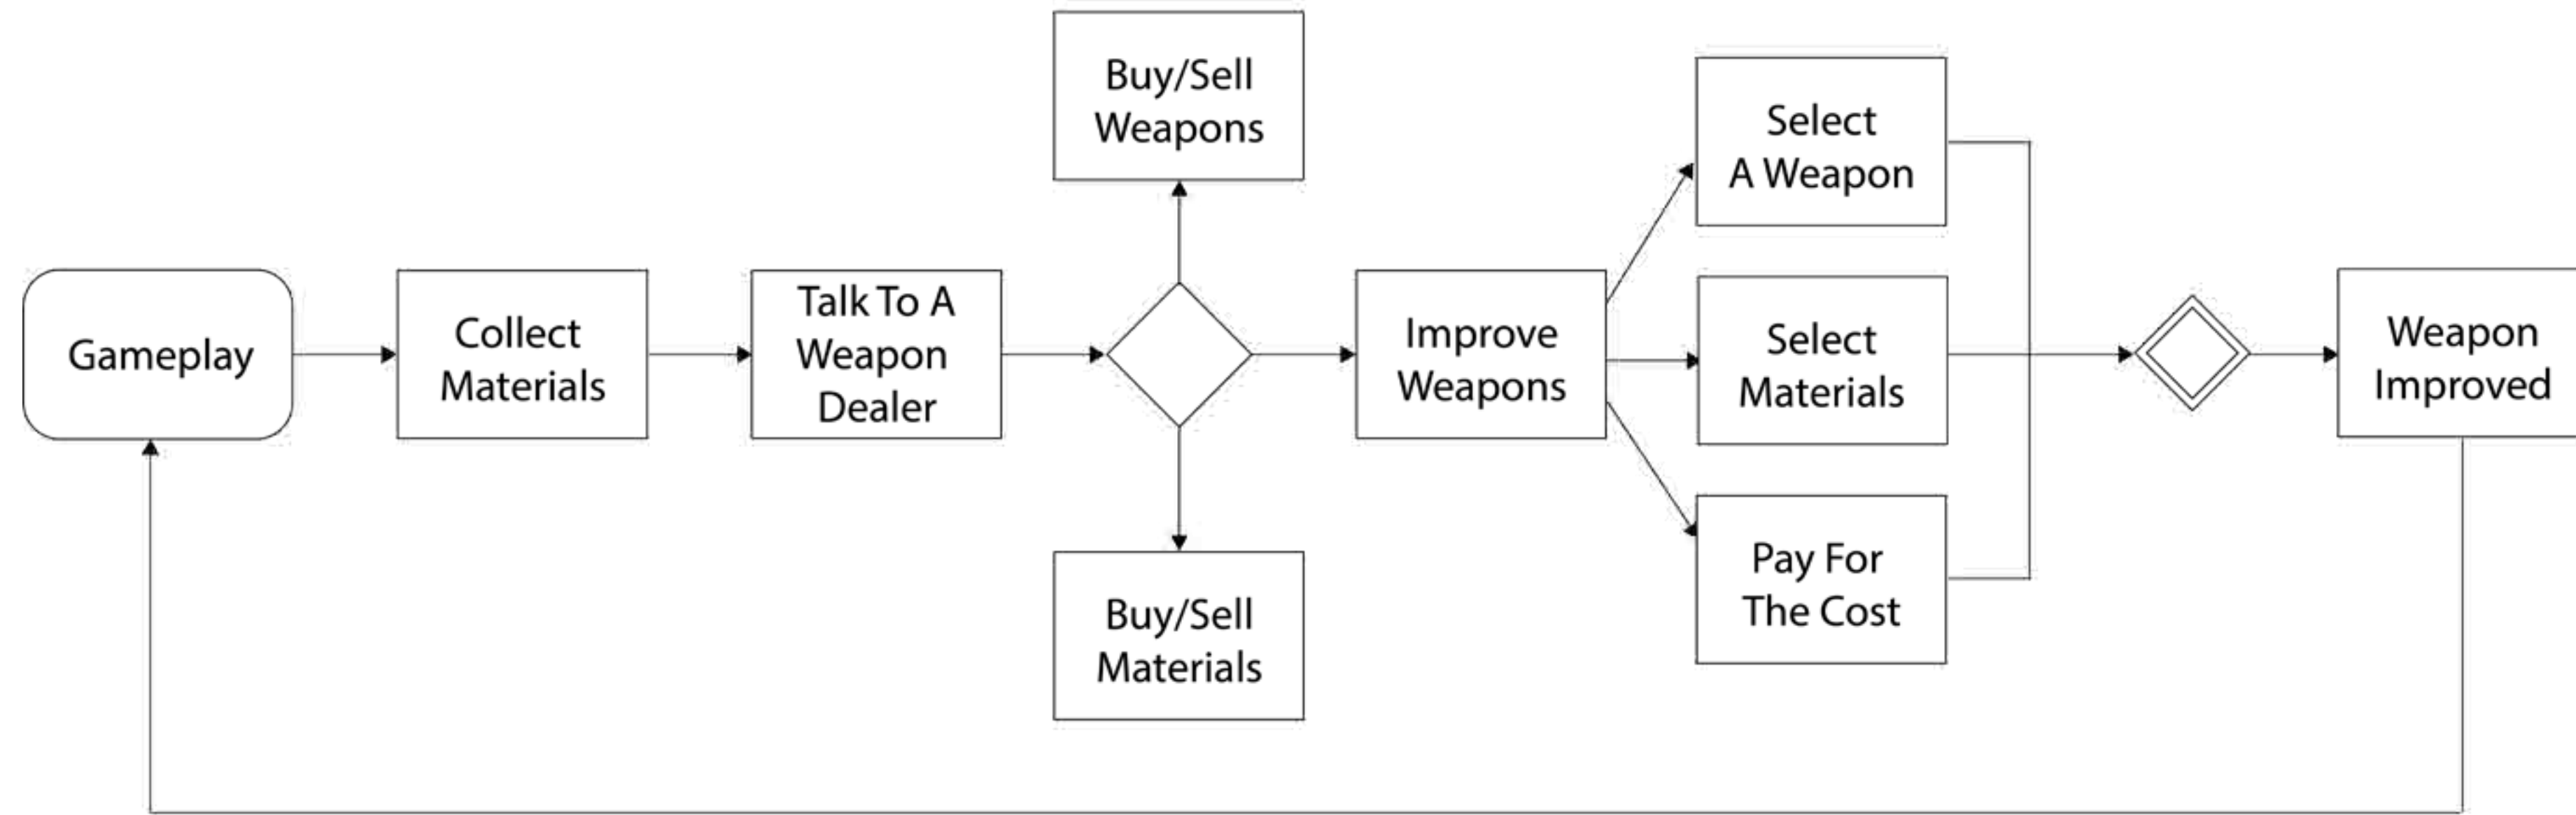 Gameplay
Collect
Materials
Talk To A
Weapon
Dealer
Buy/Sell
Weapons
Buy/Sell
Materials
Improve
Weapons
Select
A Weapon
Select
Materials
Pay For
The Cost
Weapon
Improved